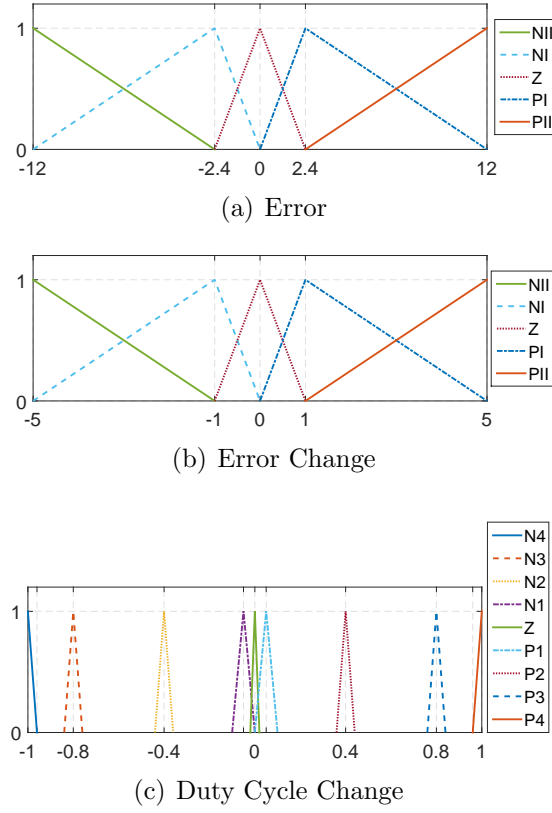 1
0
-12
-2.4
0
2.4
12
NII
NI
Z
PI
PII
(a) Error
1
0
-5
-1
0
1
5
NII
NI
Z
PI
PII
(b) Error Change
1
0
-1
-0.8
-0.4
0
0.4
0.8
1
N4
N3
N2
N1
Z
P1
P2
P3
P4
(c) Duty Cycle Change